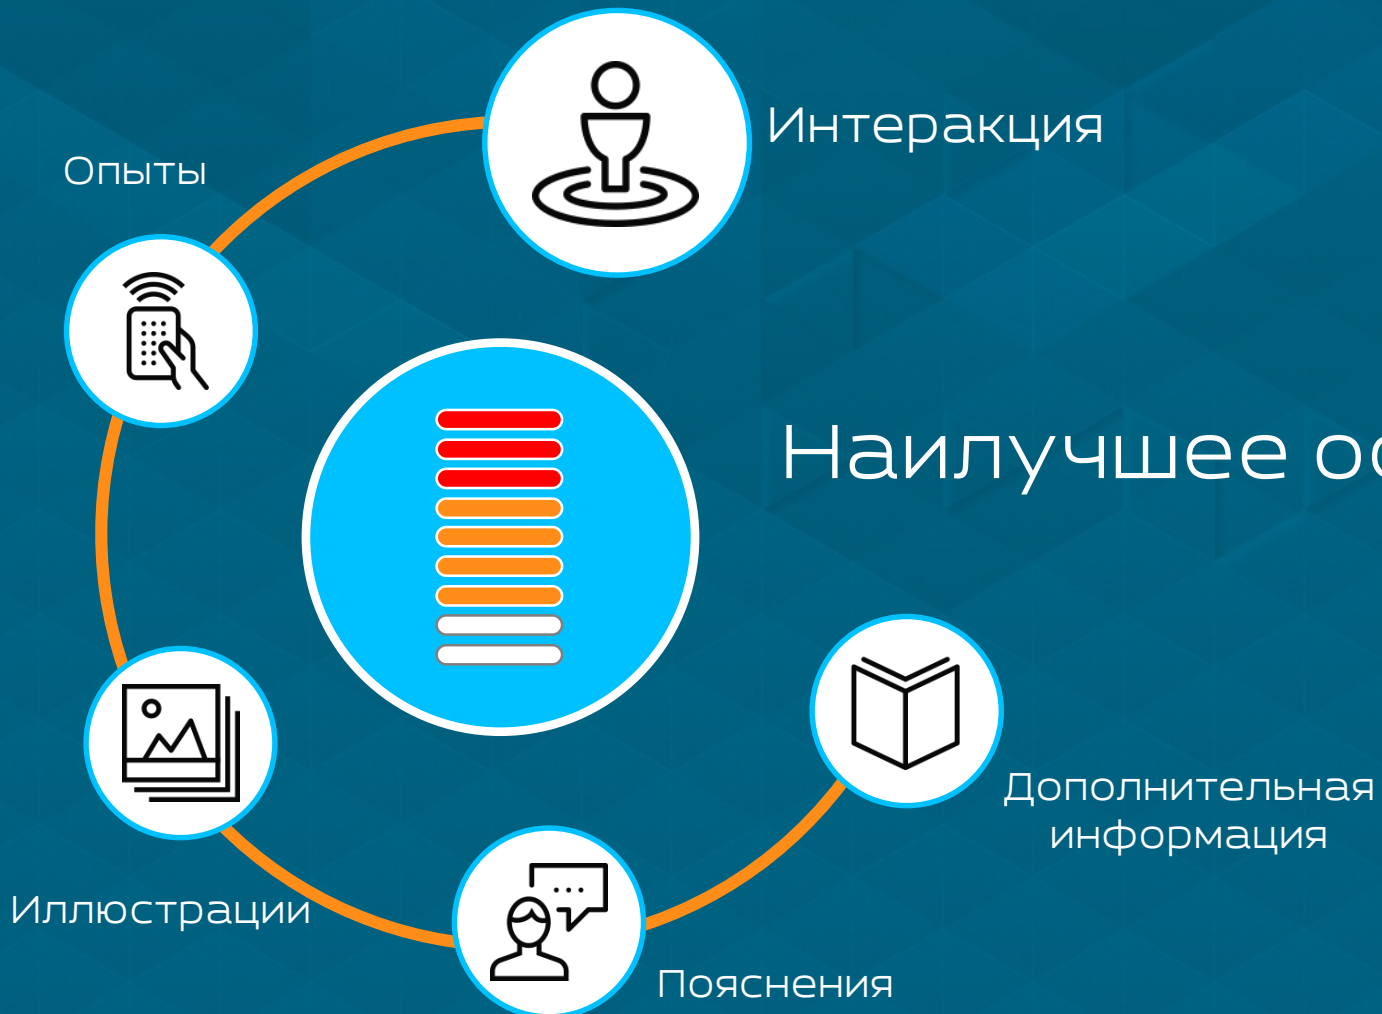 Интеракция
Опыты
Наилучшее
Дополнительная
информация
Иллюстрации
Пояснения